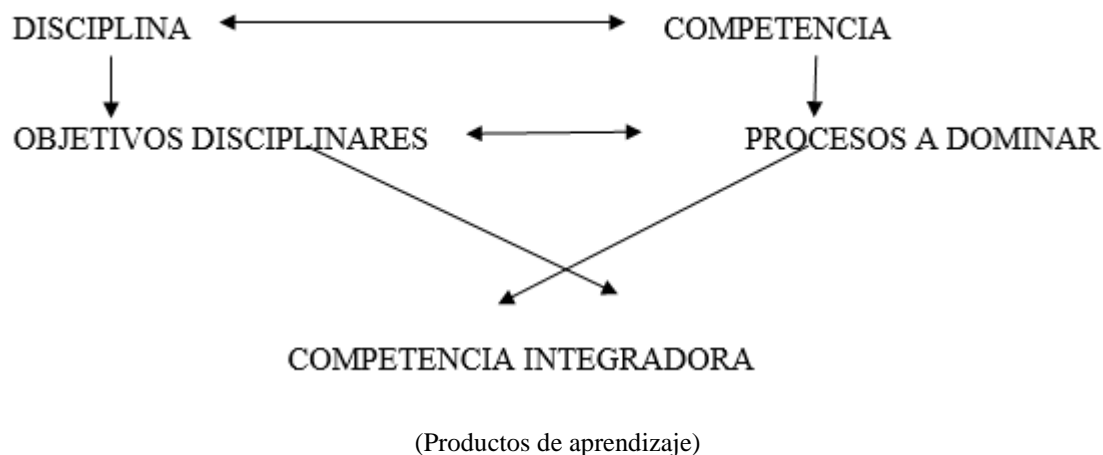 DISCIPLINA COMPETENCIA
OBJETIVOS DISCIPLINARES PROCESOS A DOMINAR
COMPETENCIA INTEGRADORA
(Productos de aprendizaje)